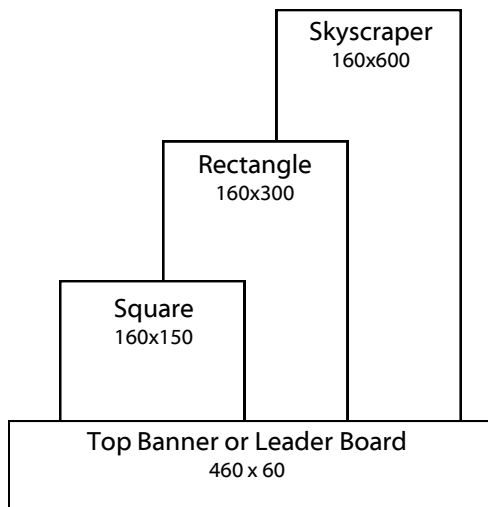 Skyscraper
160x600
Rectangle
160x300
Square
160x150
Top Banner or Leader Board
460 x 60